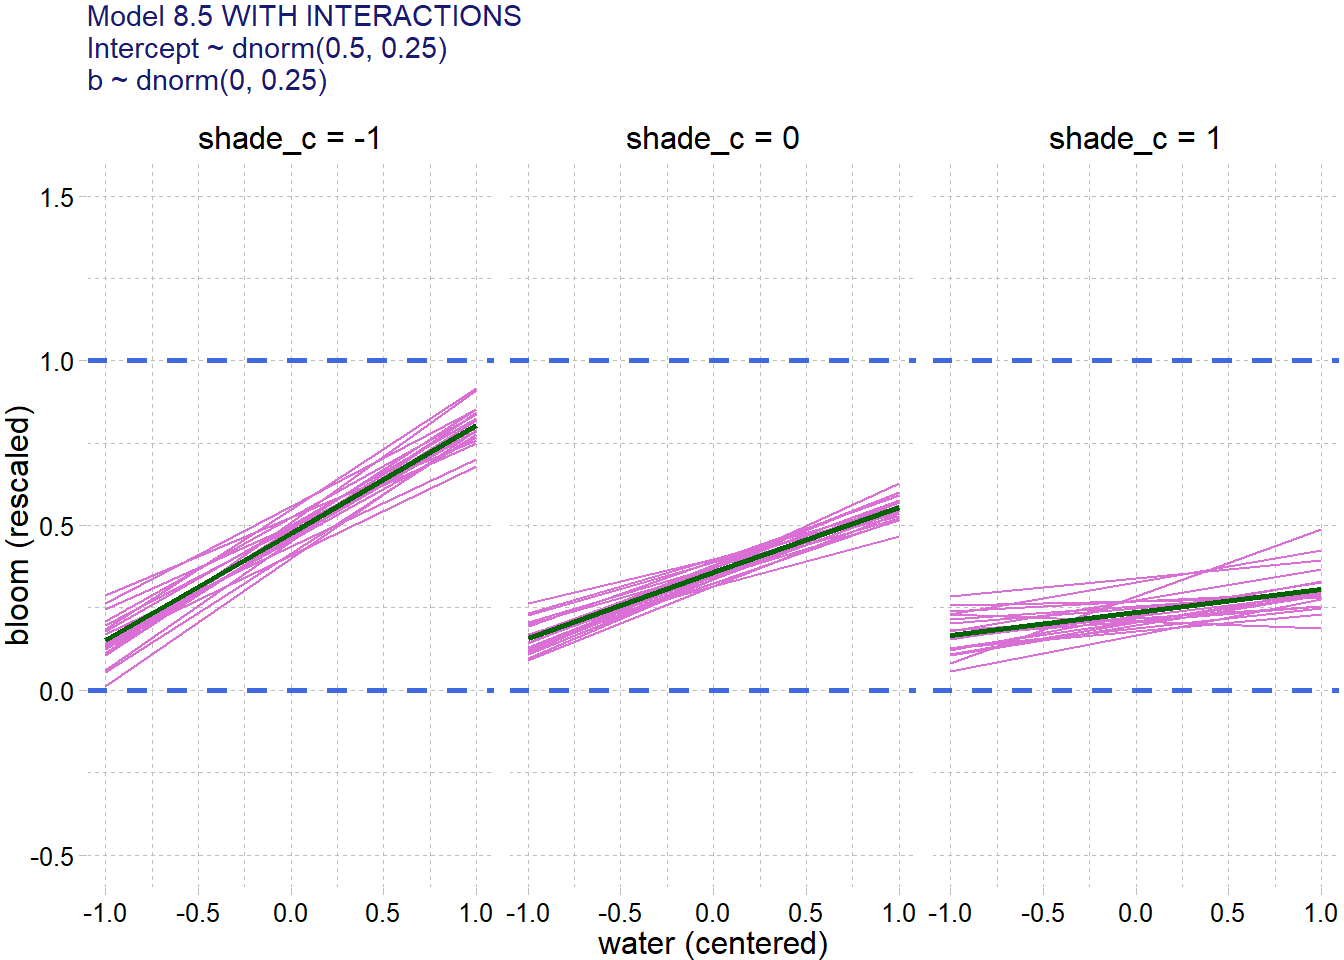 Model 8.5 WITH INTERACTIONS
Intercept ~ dnorm(0.5, 0.25)
b ~ dnorm(0, 0.25)
shade_c = -1 shade_c = 0 shade_c = 1
1.5
1.0
0.5
0.0
-0.5
bloom (rescaled)
-1.0 -0.5 0.0 0.5 1.0 -1.0 -0.5 0.0 0.5 1.0 -1.0 -0.5 0.0 0.5 1.0
water (centered)